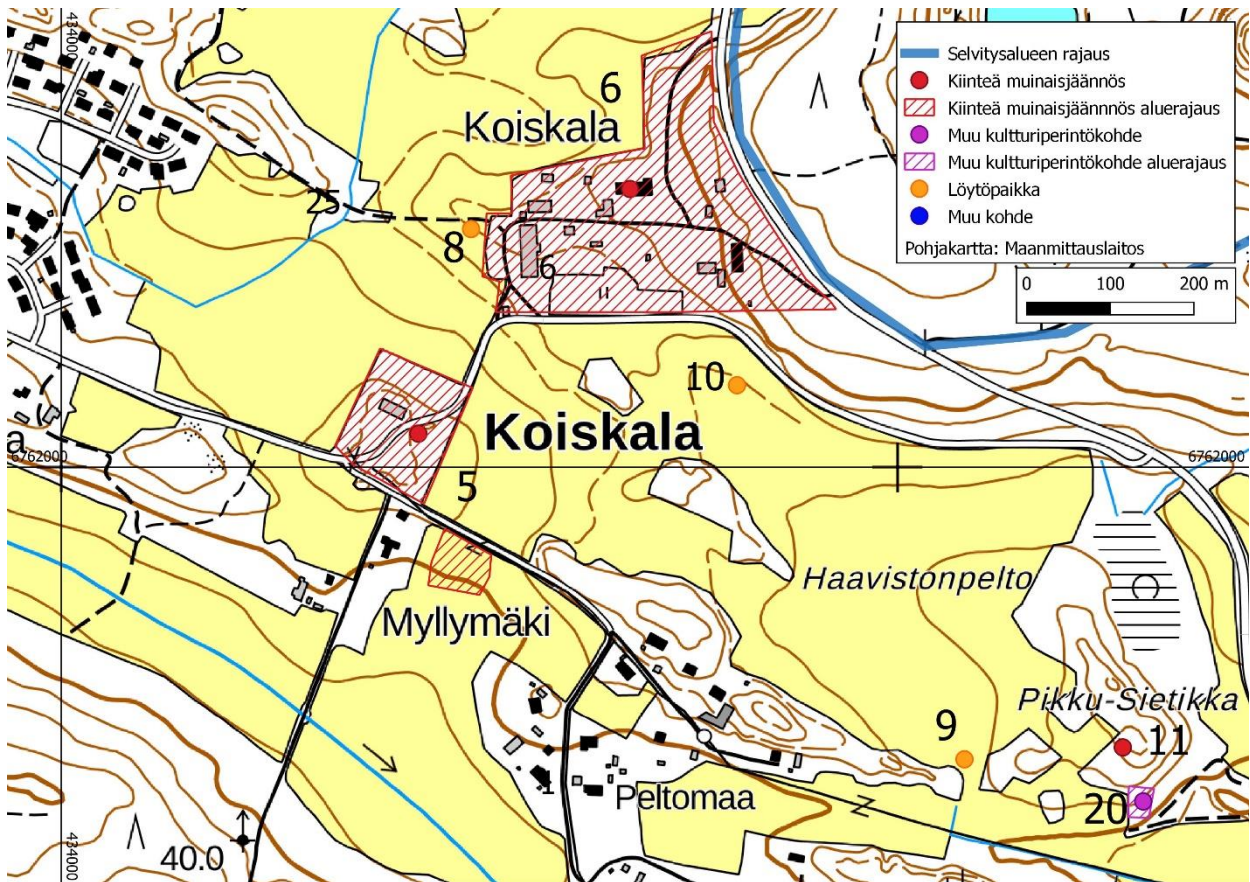 434000
6
Koiskala
25
8
6
10
Koiskala
a
6762000
6762000
5
Haavistonpelto
Myllymäki
Pikku-Sietikka
9
11
1
Peltomaa
20
434000
40.0
Selvitysalueen rajaus
Kiinteä muinaisjäännös
Kiinteä muinaisjäännnös aluerajaus
Muu kultturiperintökohde
Muu kultturiperintökohde aluerajaus
Löytöpaikka
Muu kohde
Pohjakartta: Maanmittauslaitos
0 100 200 m